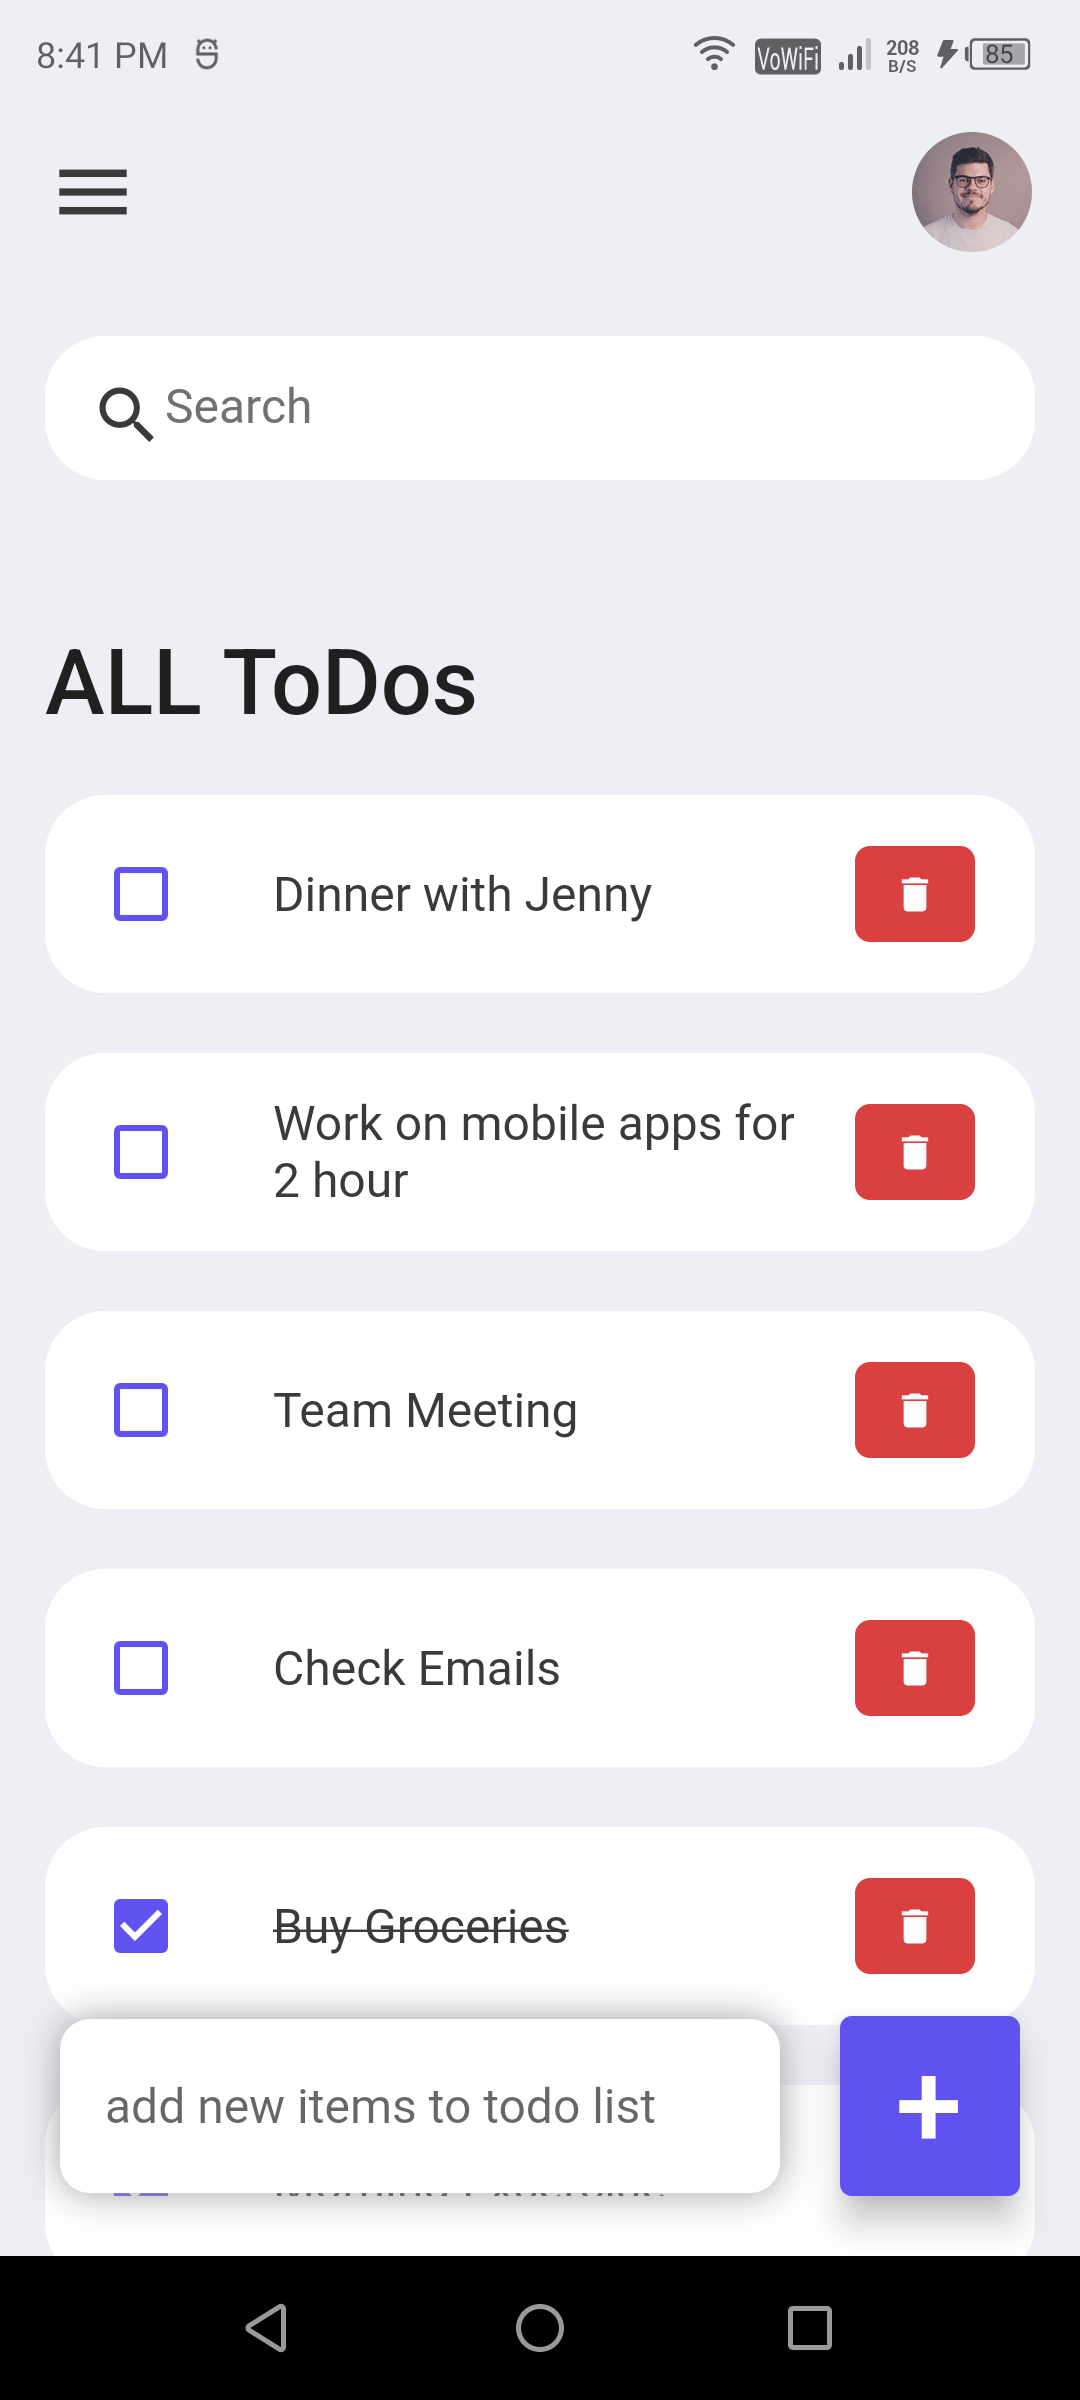 8:41 PM
VoWiFi
208
B/S
85
Search
ALL ToDos
Dinner with Jenny
Work on mobile apps for
2 hour
Team Meeting
Check Emails
Buy Groceries
add new items to todo list